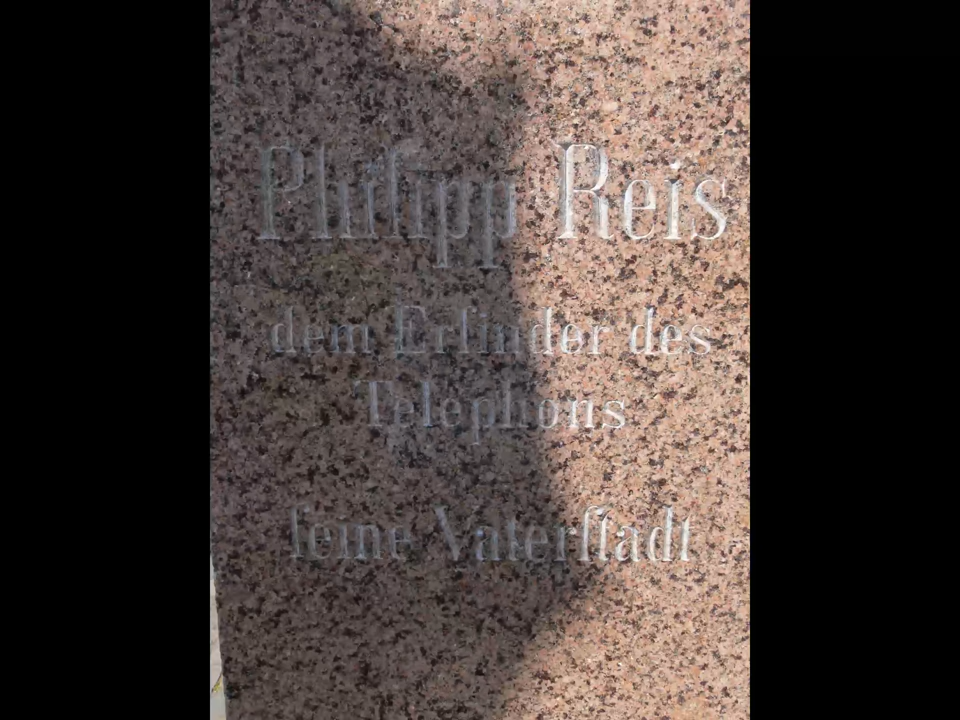 Philipp Reis
dem Erfinder des
Telephons
ſeine Vaterſtadt